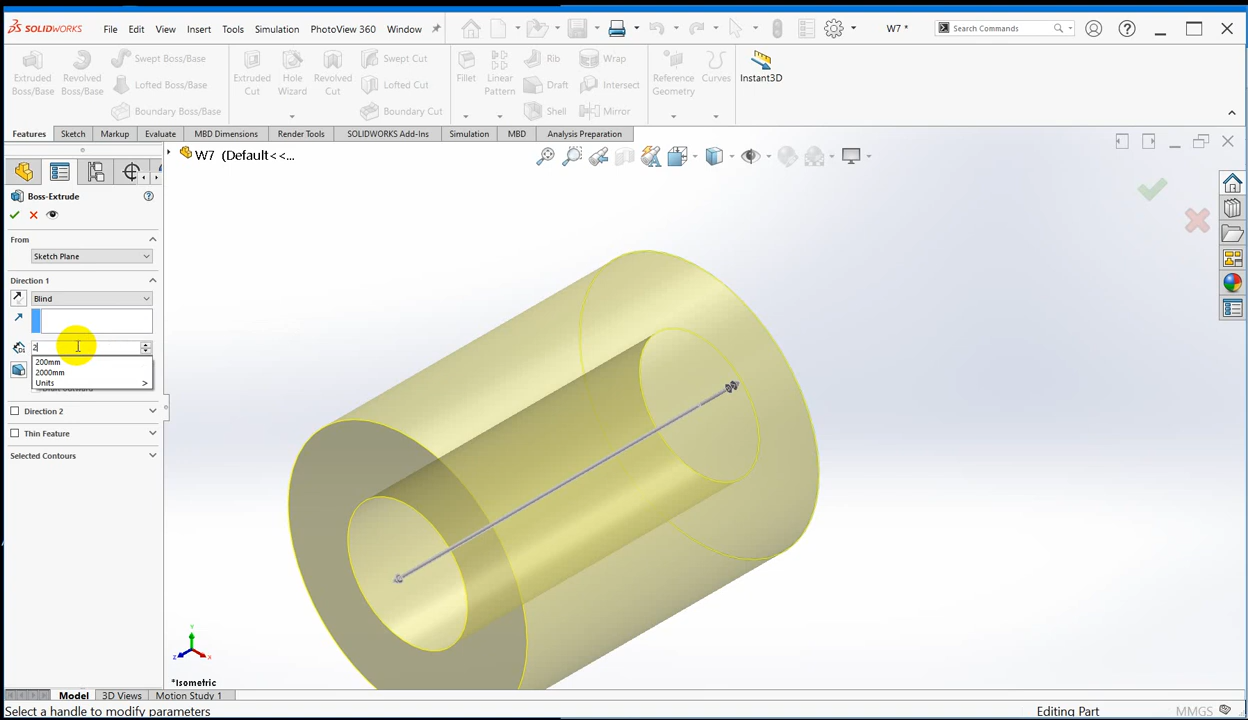 SOLIDWORKS File Edit View Insert Tools Simulation PhotoView 360 Window W7 * Search Commands
Extruded Boss/Base
Revolved Boss/Base
Swept Boss/Base
Lofted Boss/Base
Boundary Boss/Base
Extruded Cut
Hole Wizard
Revolved Cut
Swept Cut
Lofted Cut
Boundary Cut
Fillet
Linear Pattern
Rib
Draft
Shell
Wrap
Intersect
Mirror
Reference Geometry
Curves
Instant3D
Features Sketch Markup Evaluate MBD Dimensions Render Tools SOLIDWORKS Add-Ins Simulation MBD Analysis Preparation
W7 (Default<<...
Boss-Extrude
From
Sketch Plane
Direction 1
Blind
2
200mm
2000mm
Units >
Direction 2
Thin Feature
Selected Contours
Y
Z X
*Isometric
Model 3D Views Motion Study 1
Select a handle to modify parameters Editing Part MMGS